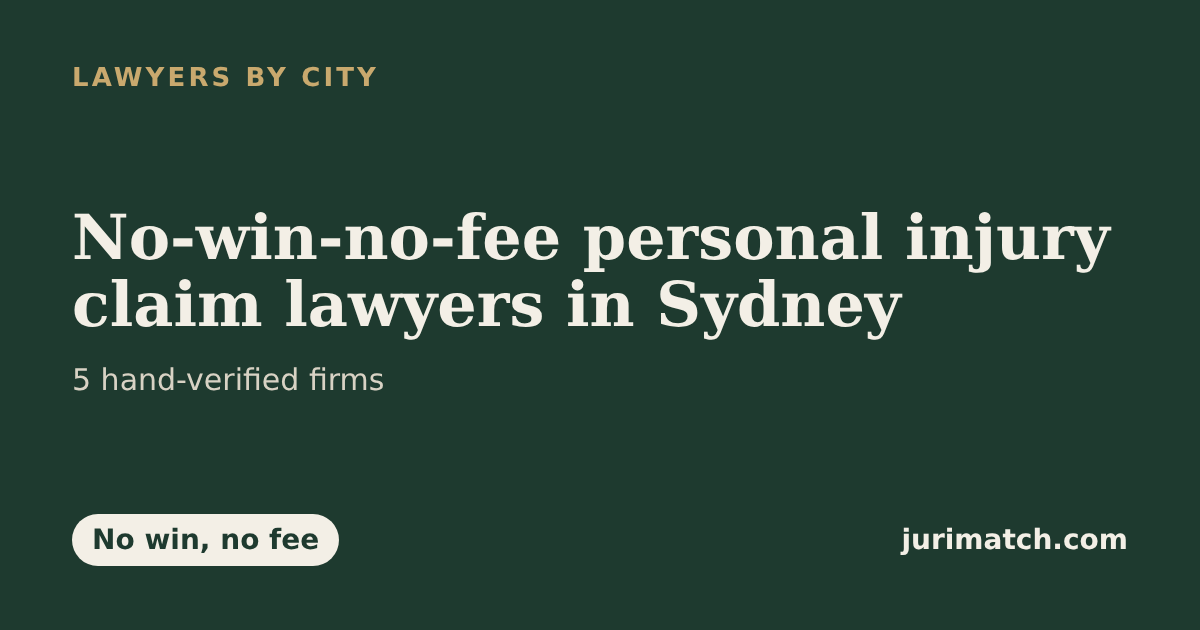 LAWYERS BY CITY
No-win-no-fee personal injury
claim lawyers in Sydney
5 hand-verified firms
No win, no fee
jurimatch.com